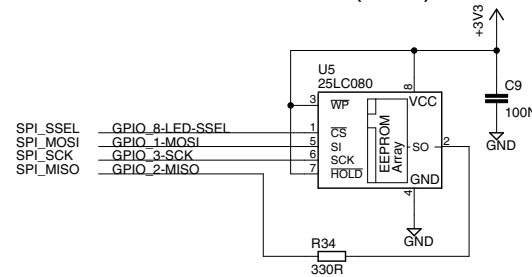 +3V3
U5
25LC080
C9
100N
GND
3 WP
8 VCC
SPI_SSEL GPIO_8-LED-SSEL 1 CS
SPI_MOSI GPIO_1-MOSI 5 SI
SPI_SCK GPIO_3-SCK 6 SCK
SPI_MISO GPIO_2-MISO 7 HOLD
EEPROM
Array
SO 2
GND
4
GND
R34
330R